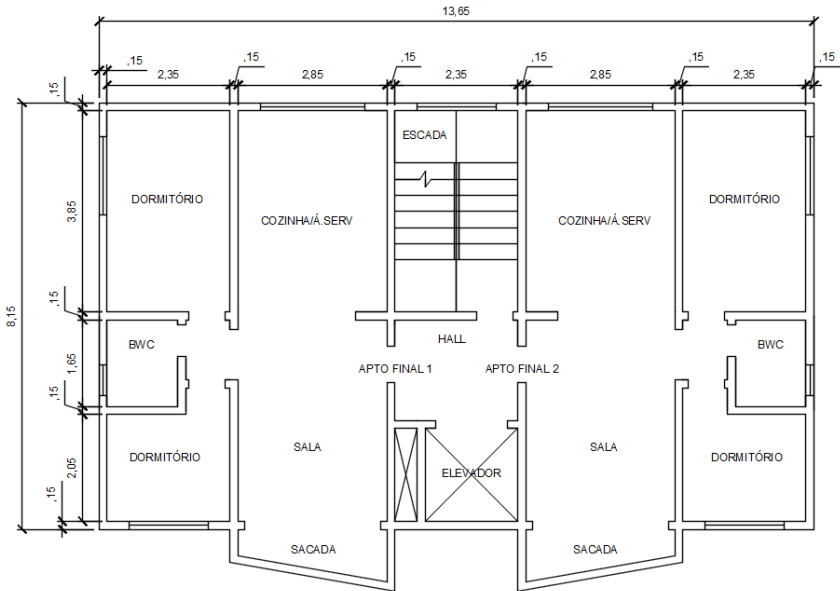 13,65
,15
,15
,15
,15
,15
,15
2,35
2,85
2,35
2,85
2,35
,15
ESCADA
DORMITÓRIO
DORMITÓRIO
3,85
COZINHA/Á.SERV
COZINHA/Á.SERV
,15
8,15
BWC
HALL
BWC
1,65
APTO FINAL 1
APTO FINAL 2
,15
SALA
SALA
DORMITÓRIO
DORMITÓRIO
2,05
ELEVADOR
,15
SACADA
SACADA